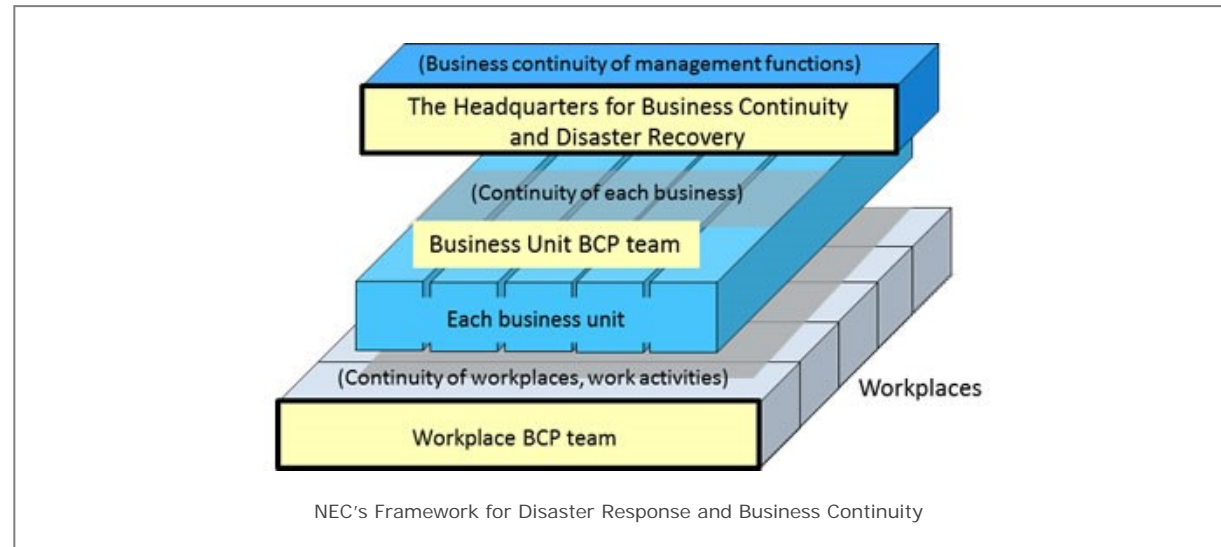 (Business continuity of management functions)
The Headquarters for Business Continuity
and Disaster Recovery
(Continuity of each business)
Business Unit BCP team
Each business unit
(Continuity of workplaces, work activities)
Workplaces
Workplace BCP team
NEC's Framework for Disaster Response and Business Continuity